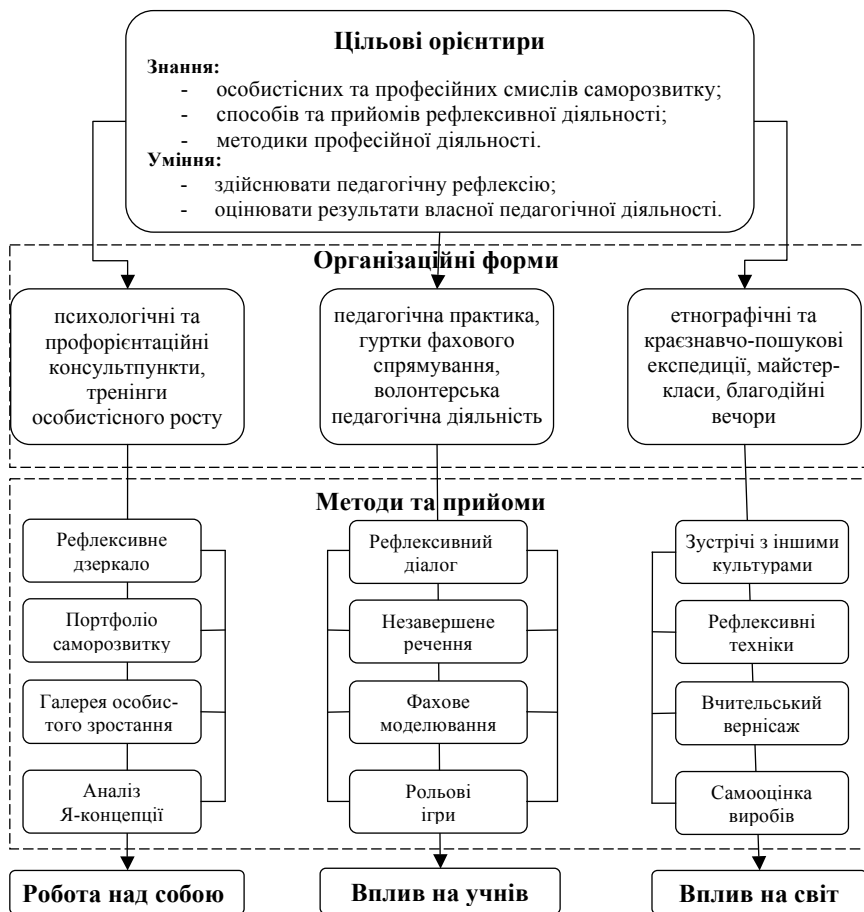 Цільові орієнтири
Знання:
- особистісних та професійних смислів саморозвитку;
- способів та прийомів рефлексивної діяльності;
- методики професійної діяльності.
Уміння:
- здійснювати педагогічну рефлексію;
- оцінювати результати власної педагогічної діяльності.
Організаційні форми
психологічні та
профорієнтаційні
консультпункти,
тренінги
особистісного росту
педагогічна практика,
гуртки фахового
спрямування,
волонтерська
педагогічна діяльність
етнографічні та
краєзнавчо-пошукові
експедиції, майстер-
класи, благодійні
вечори
Методи та прийоми
Рефлексивне
дзеркало
Портфоліо
саморозвитку
Галерея особис-
того зростання
Аналіз
Я-концепції
Рефлексивний
діалог
Незавершене
речення
Фахове
моделювання
Рольові
ігри
Зустрічі з іншими
культурами
Рефлексивні
техніки
Вчительський
вернісаж
Самооцінка
виробів
Робота над собою
Вплив на учнів
Вплив на світ